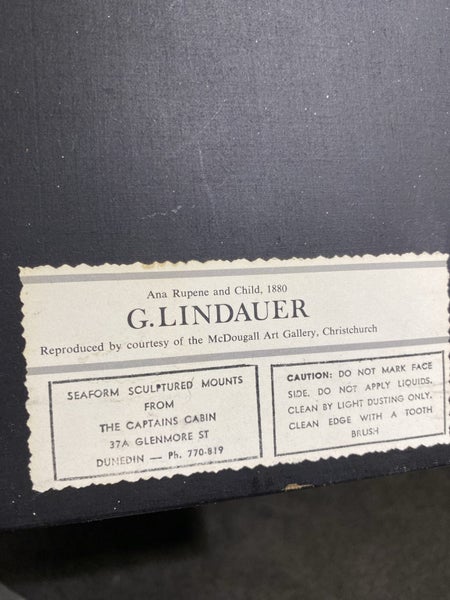 Ana Rupene and Child, 1880
G.LINDAUER
Reproduced by courtesy of the McDougall Art Gallery, Christchurch
SEAFORM SCULPTURED MOUNTS
FROM
THE CAPTAINS CABIN
37A GLENMORE ST
DUNEDIN — Ph. 770-819
CAUTION: DO NOT MARK FACE
SIDE. DO NOT APPLY LIQUIDS.
CLEAN BY LIGHT DUSTING ONLY.
CLEAN EDGE WITH A TOOTH
BRUSH